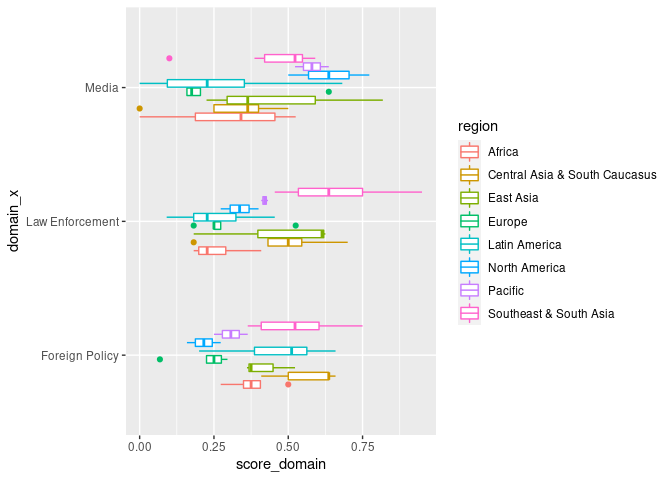 Media
Law Enforcement
Foreign Policy
domain_x
0.00
0.25
0.50
0.75
score_domain
region
Africa
Central Asia & South Caucasus
East Asia
Europe
Latin America
North America
Pacific
Southeast & South Asia